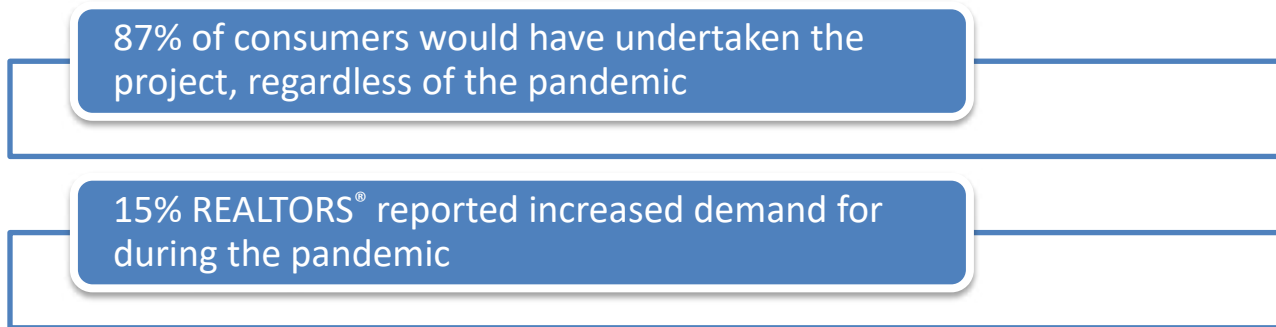 87% of consumers would have undertaken the
project, regardless of the pandemic
15% REALTORS® reported increased demand for
during the pandemic